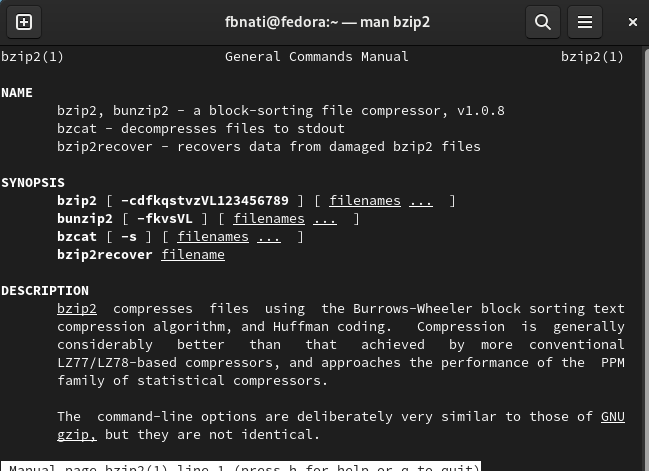 fbnati@fedora:~ — man bzip2
bzip2(1) General Commands Manual bzip2(1)
NAME
bzip2, bunzip2 - a block-sorting file compressor, v1.0.8
bzcat - decompresses files to stdout
bzip2recover - recovers data from damaged bzip2 files
SYNOPSIS
bzip2 [ -cdfkqstvzVL123456789 ] [ filenames ... ]
bunzip2 [ -fkvsVL ] [ filenames ... ]
bzcat [ -s ] [ filenames ... ]
bzip2recover filename
DESCRIPTION
bzip2 compresses files using the Burrows-Wheeler block sorting text
compression algorithm, and Huffman coding. Compression is generally
considerably better than that achieved by more conventional
LZ77/LZ78-based compressors, and approaches the performance of the PPM
family of statistical compressors.
The command-line options are deliberately very similar to those of GNU
gzip, but they are not identical.
Manual page bzip2(1) line 1 (press h for help or q to quit)